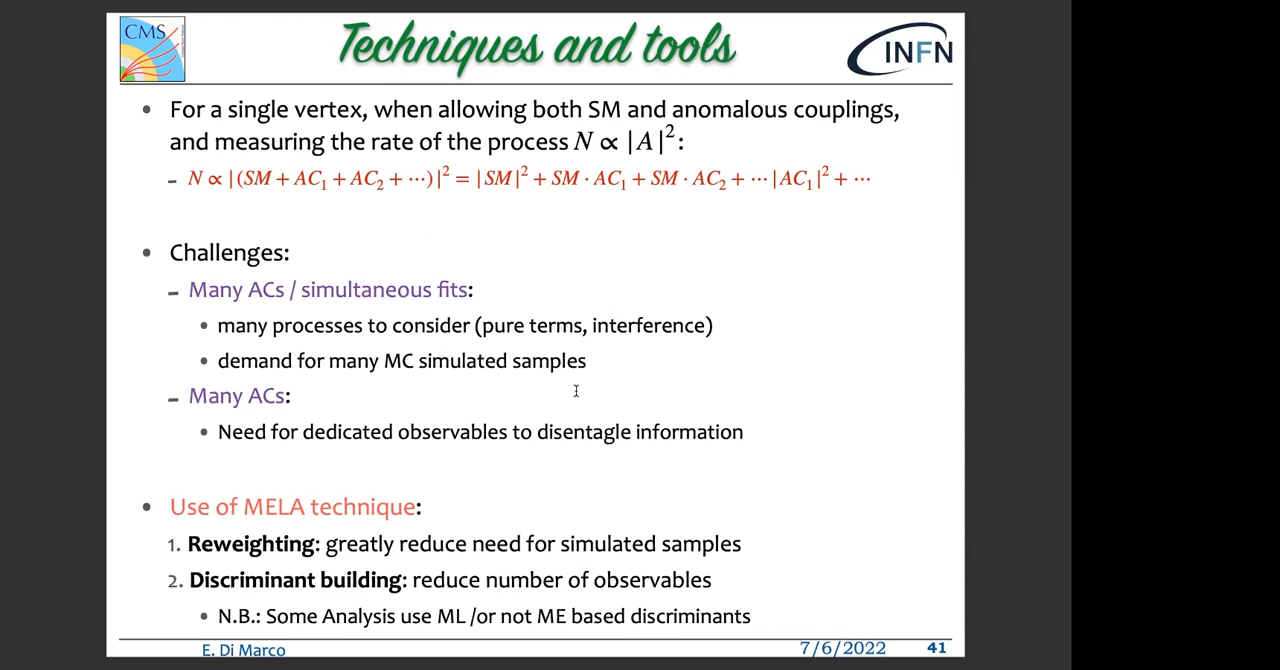 CMS
Techniques and tools
INFN
• For a single vertex, when allowing both SM and anomalous couplings,
and measuring the rate of the process N ∝ |A|²:
– N ∝ |(SM + AC₁ + AC₂ + ⋯)|² = |SM|² + SM · AC₁ + SM · AC₂ + ⋯ |AC₁|² + ⋯
• Challenges:
– Many ACs / simultaneous fits:
• many processes to consider (pure terms, interference)
• demand for many MC simulated samples
– Many ACs:
• Need for dedicated observables to disentagle information
• Use of MELA technique:
1. Reweighting: greatly reduce need for simulated samples
2. Discriminant building: reduce number of observables
• N.B.: Some Analysis use ML /or not ME based discriminants
E. Di Marco 7/6/2022 41